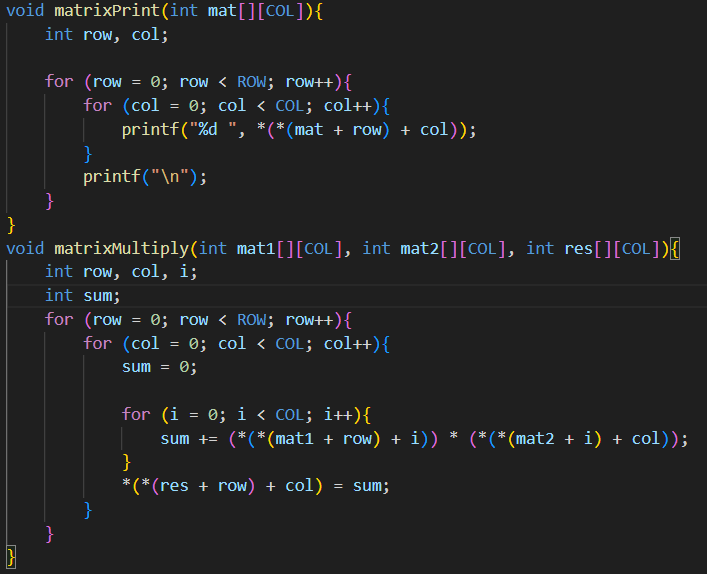 void matrixPrint(int mat[][COL]){
    int row, col;

    for (row = 0; row < ROW; row++){
        for (col = 0; col < COL; col++){
            printf("%d ", *(*(mat + row) + col));
        }
        printf("\n");
    }
}
void matrixMultiply(int mat1[][COL], int mat2[][COL], int res[][COL]){
    int row, col, i;
    int sum;
    for (row = 0; row < ROW; row++){
        for (col = 0; col < COL; col++){
            sum = 0;

            for (i = 0; i < COL; i++){
                sum += (*(*(mat1 + row) + i)) * (*(*(mat2 + i) + col));
            }
            *(*(res + row) + col) = sum;
        }
    }
}